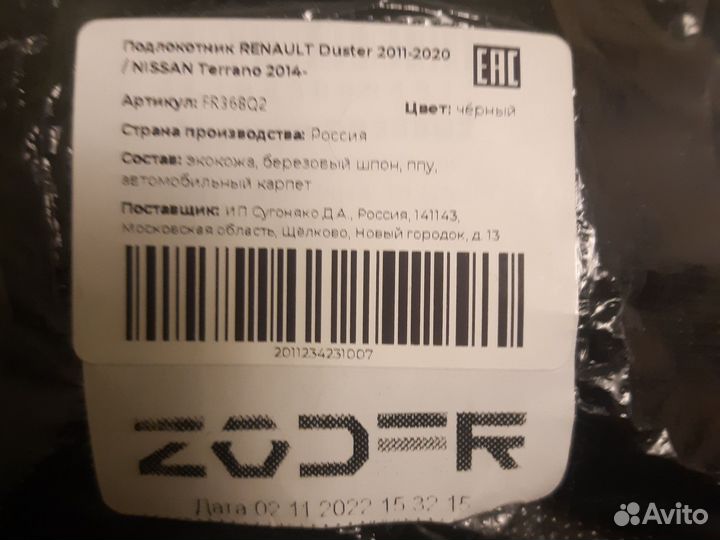 Подлокотник RENAULT Duster 2011-2020
/ NISSAN Terrano 2014-
EAC
Артикул: FR368Q2
Цвет: чёрный
Страна производства: Россия
Состав: экокожа, березовый шпон, ппу,
автомобильный карпет
Поставщик: ИП Сугоняко Д.А., Россия, 141143,
Московская область, Щёлково, Новый городок, д. 13
2011234231007
ZODER
Дата 02 11 2022 15 32 15
Avito